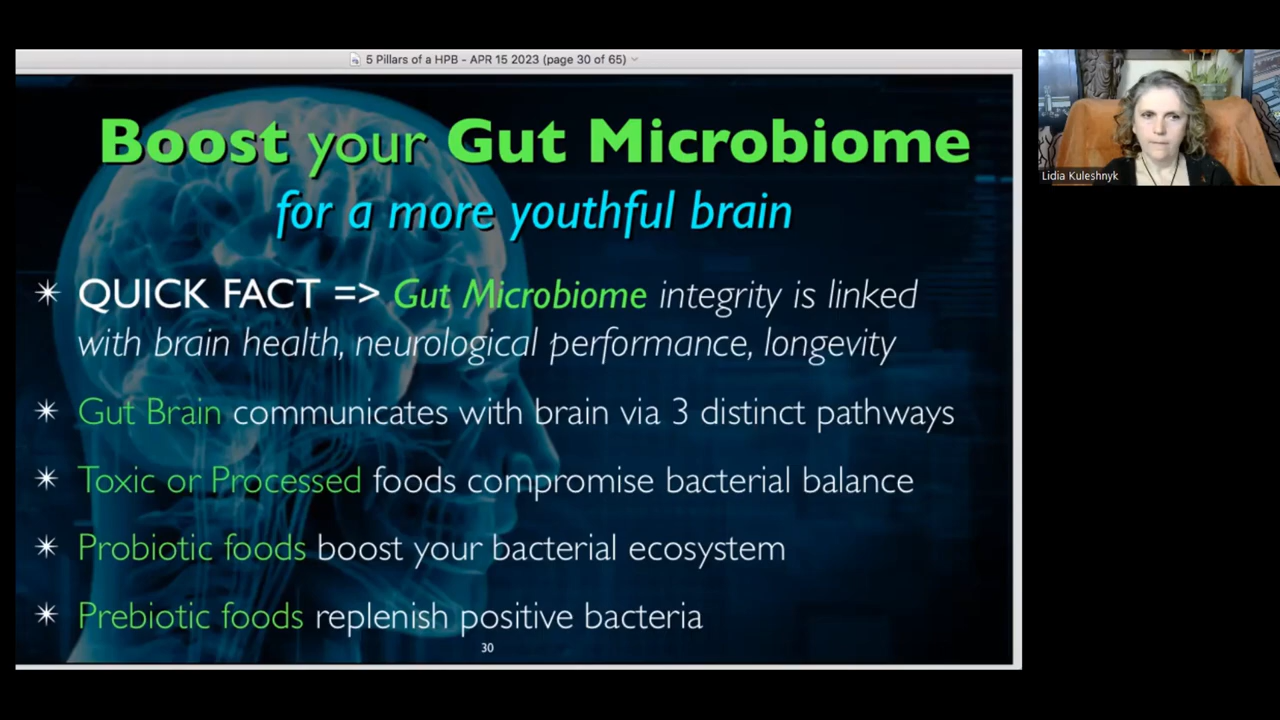 5 Pillars of a HPB - APR 15 2023 (page 30 of 65)
Boost your Gut Microbiome
for a more youthful brain
QUICK FACT => Gut Microbiome integrity is linked
with brain health, neurological performance, longevity
Gut Brain communicates with brain via 3 distinct pathways
Toxic or Processed foods compromise bacterial balance
Probiotic foods boost your bacterial ecosystem
Prebiotic foods replenish positive bacteria
30
Lidia Kuleshnyk